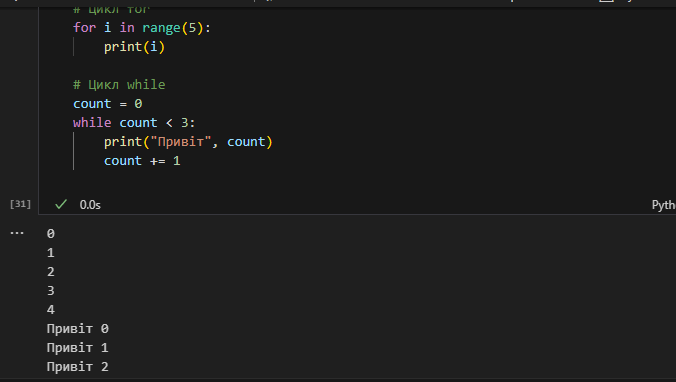 # Цикл for
for i in range(5):
print(i)
# Цикл while
count = 0
while count < 3:
print("Привіт", count)
count += 1
[31]
0.0s
Pyth
...
0
1
2
3
4
Привіт 0
Привіт 1
Привіт 2